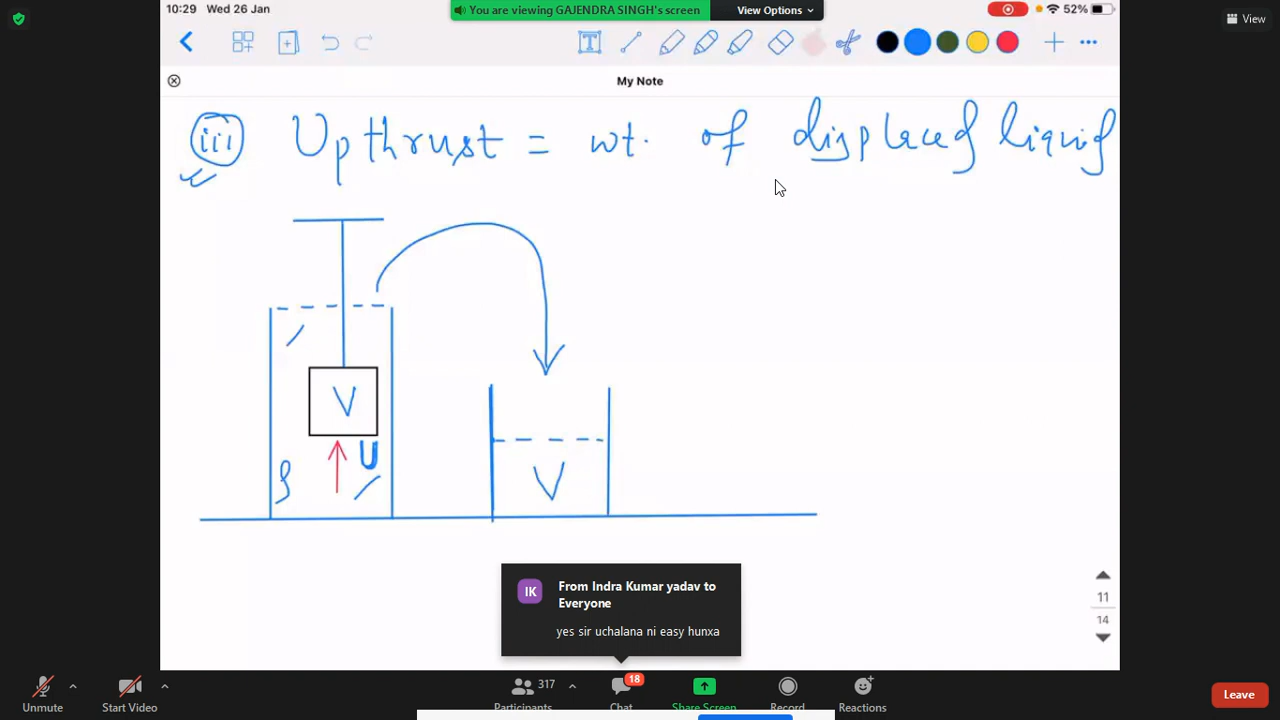 10:29 Wed 26 Jan
You are viewing GAJENDRA SINGH's screen
View Options
52%
View
My Note
iii Upthrust = wt. of displaced liquid
V
U
ρ
V
IK
From Indra Kumar yadav to
Everyone
yes sir uchalana ni easy hunxa
11
14
317
18
Unmute
Start Video
Participants
Chat
Share Screen
Record
Reactions
Leave